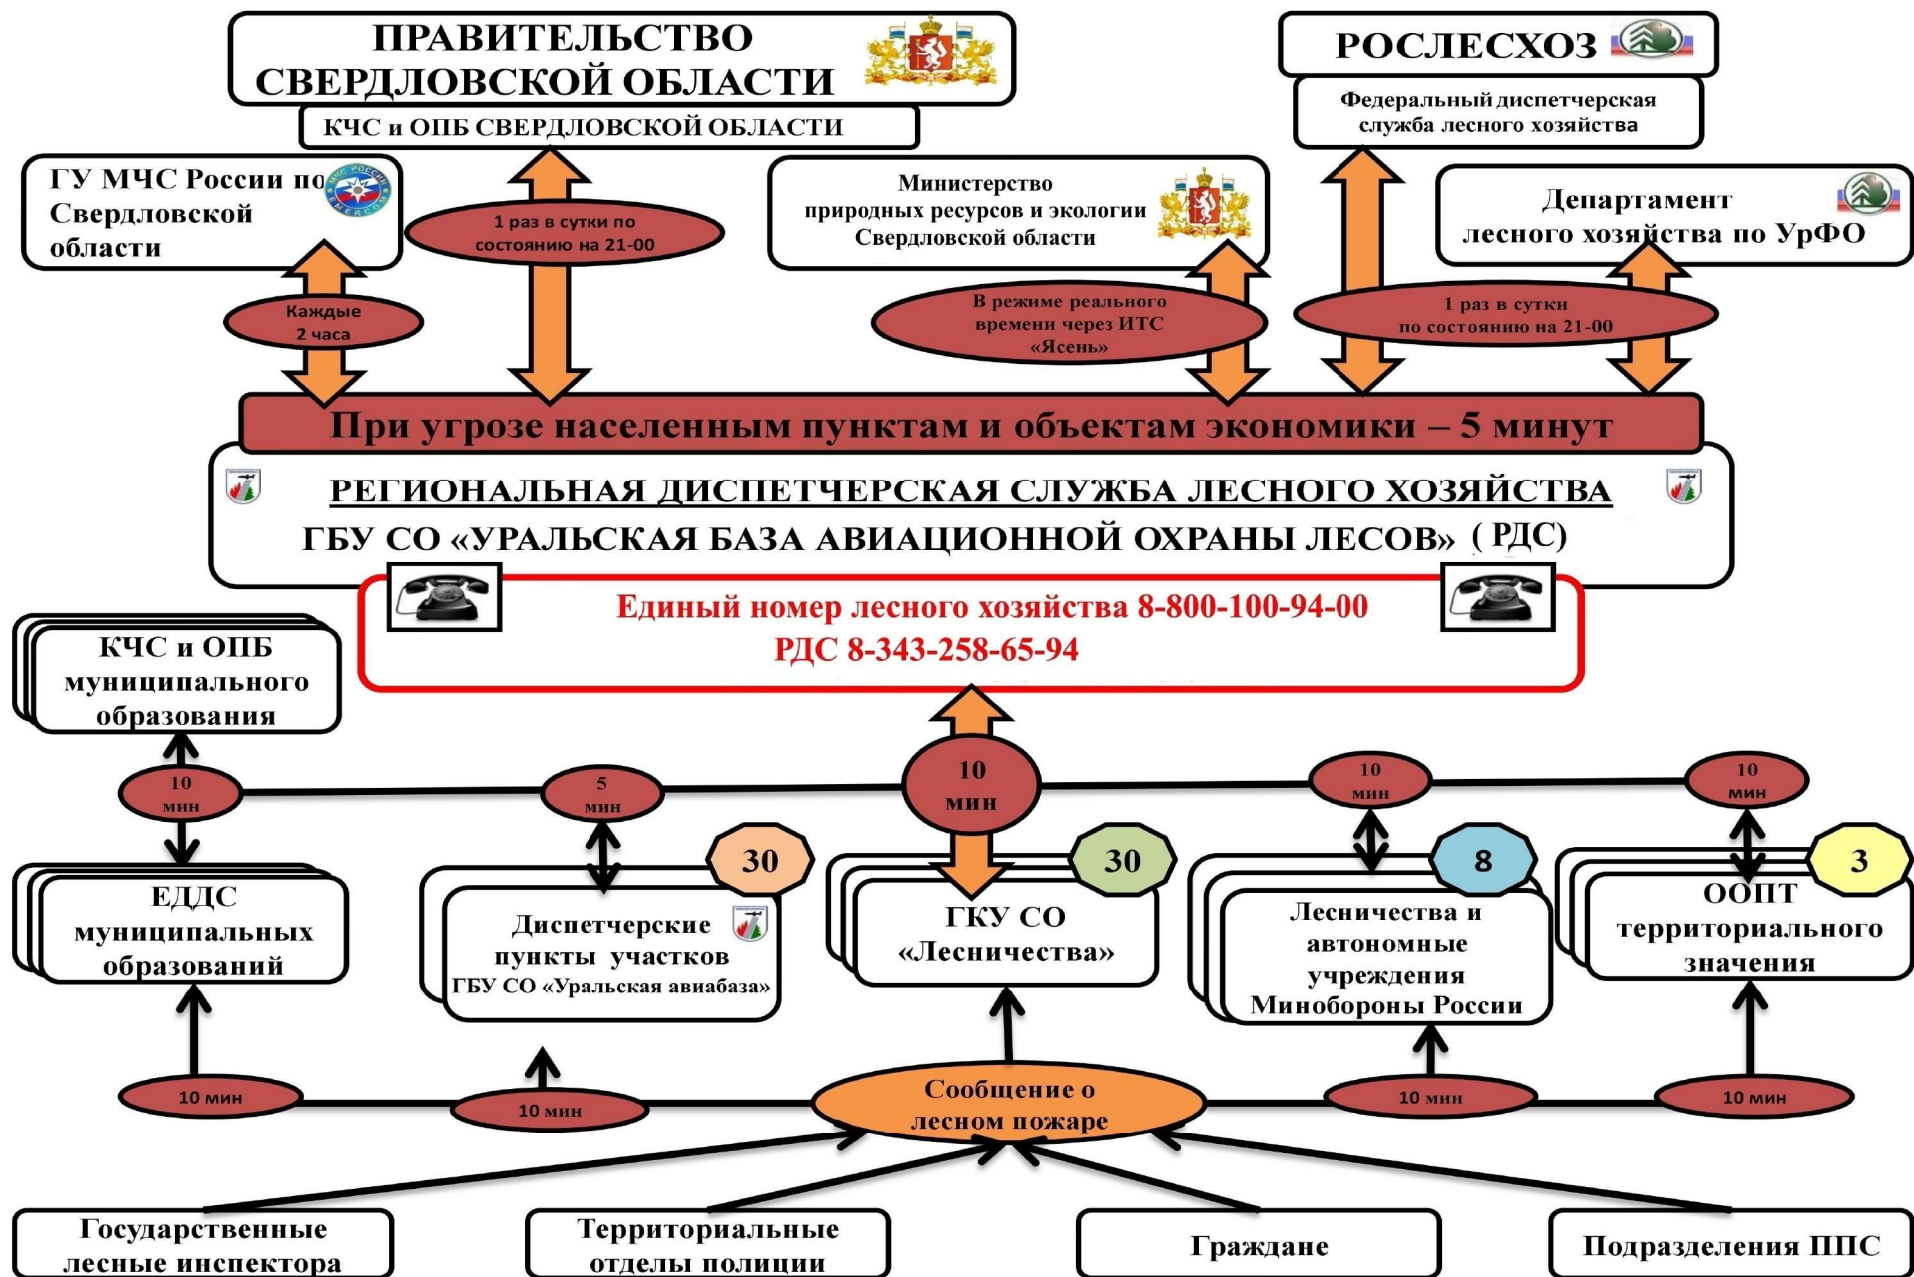 ПРАВИТЕЛЬСТВО
СВЕРДЛОВСКОЙ ОБЛАСТИ
КЧС и ОПБ СВЕРДЛОВСКОЙ ОБЛАСТИ
РОСЛЕСХОЗ
Федеральный диспетчерская
служба лесного хозяйства
ГУ МЧС России по
Свердловской
области
МЧС РОССИИ
EMERCOM
1 раз в сутки по
состоянию на 21-00
Министерство
природных ресурсов и экологии
Свердловской области
Департамент
лесного хозяйства по УрФО
Каждые
2 часа
В режиме реального
времени через ИТС
«Ясень»
1 раз в сутки
по состоянию на 21-00
При угрозе населенным пунктам и объектам экономики – 5 минут
РЕГИОНАЛЬНАЯ ДИСПЕТЧЕРСКАЯ СЛУЖБА ЛЕСНОГО ХОЗЯЙСТВА
ГБУ СО «УРАЛЬСКАЯ БАЗА АВИАЦИОННОЙ ОХРАНЫ ЛЕСОВ» ( РДС)
Единый номер лесного хозяйства 8-800-100-94-00
РДС 8-343-258-65-94
КЧС и ОПБ
муниципального
образования
10
мин
5
мин
10
мин
10
мин
10
мин
30
30
8
3
ЕДДС
муниципальных
образований
Диспетчерские
пункты участков
ГБУ СО «Уральская авиабаза»
ГКУ СО
«Лесничества»
Лесничества и
автономные
учреждения
Минобороны России
ООПТ
территориального
значения
10 мин
10 мин
Сообщение о
лесном пожаре
10 мин
10 мин
Государственные
лесные инспектора
Территориальные
отделы полиции
Граждане
Подразделения ППС